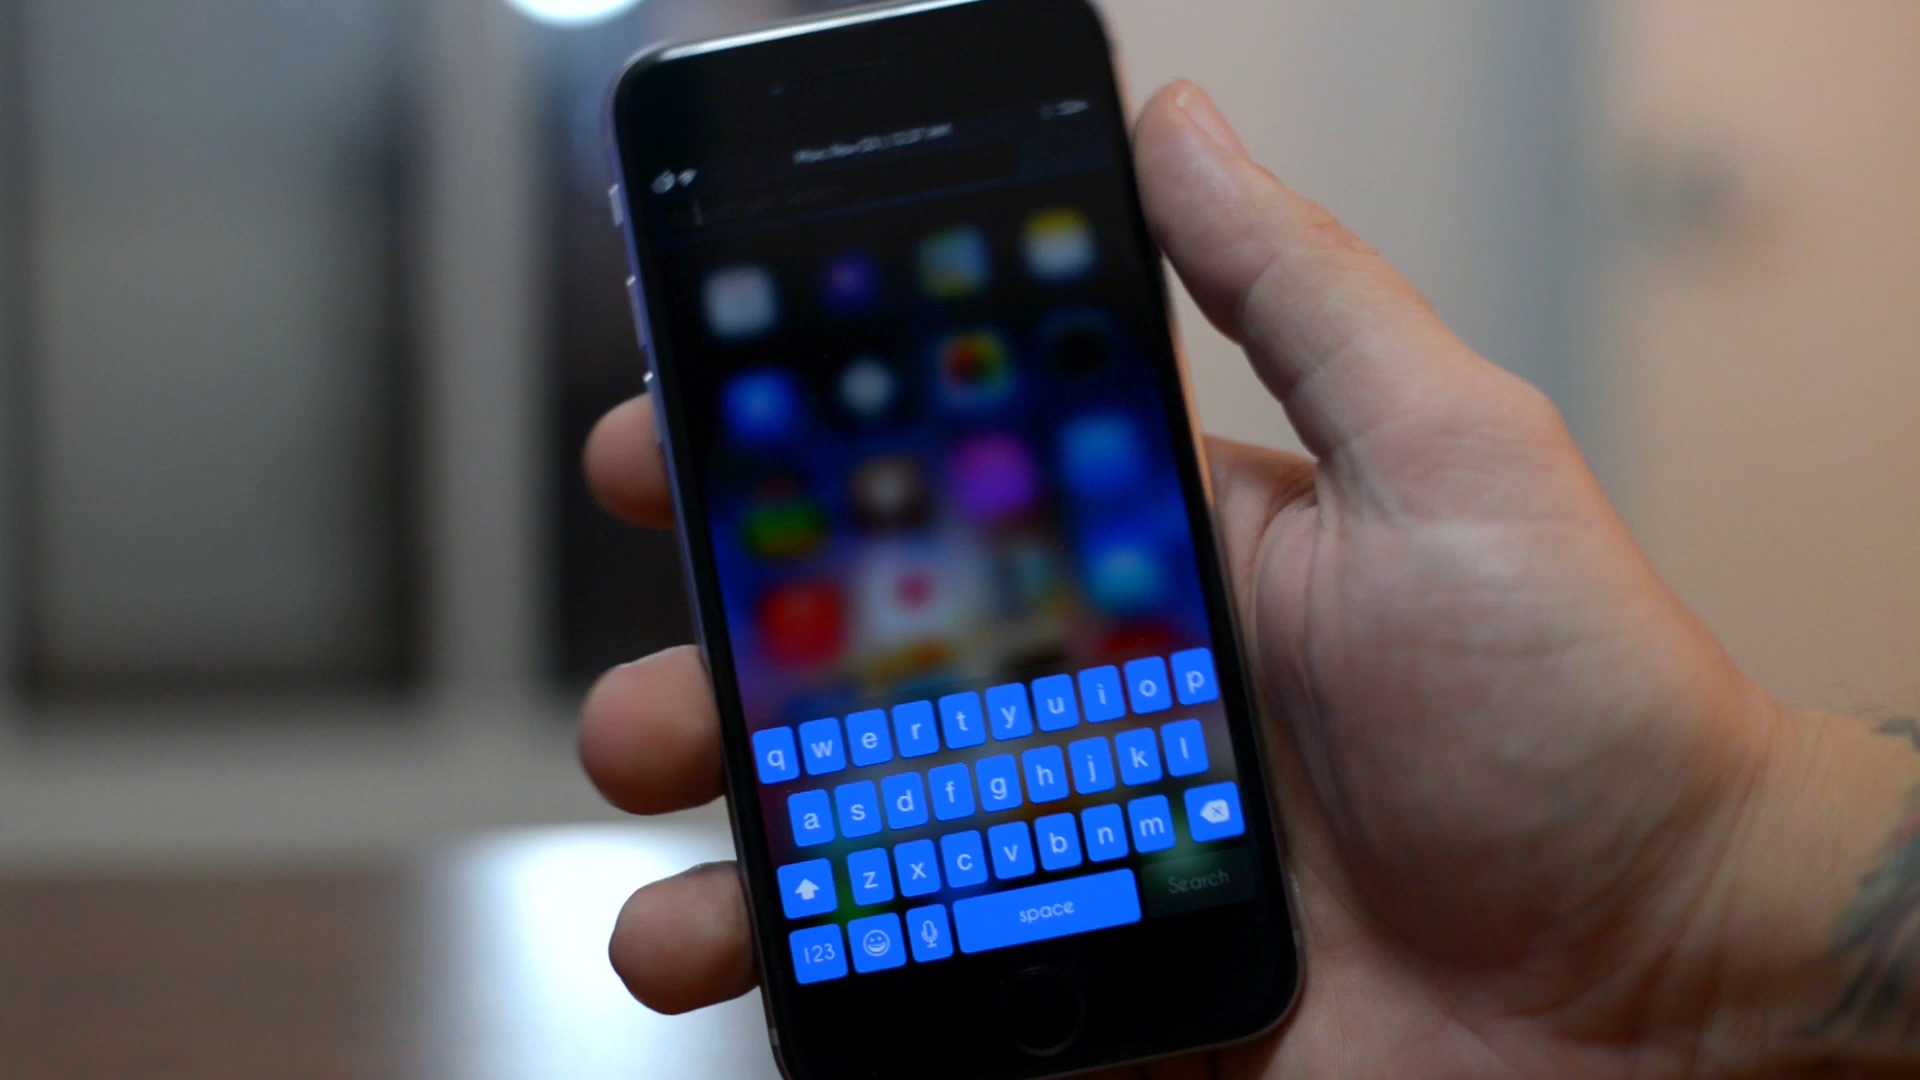 q w e r t y u i o p
a s d f g h j k l
z x c v b n m
123 space Search